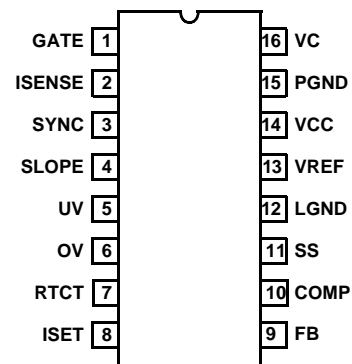 GATE 1 16 VC
ISENSE 2 15 PGND
SYNC 3 14 VCC
SLOPE 4 13 VREF
UV 5 12 LGND
OV 6 11 SS
RTCT 7 10 COMP
ISET 8 9 FB